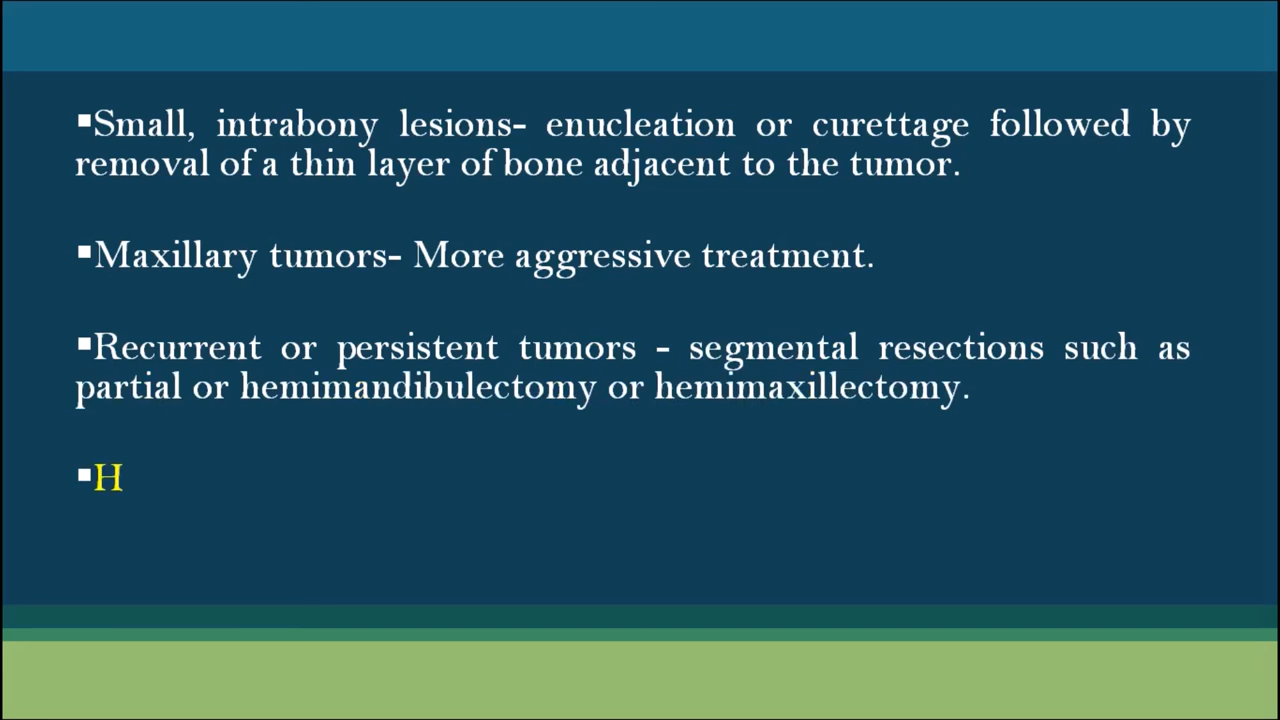 ▪Small, intrabony lesions- enucleation or curettage followed by
removal of a thin layer of bone adjacent to the tumor.
▪Maxillary tumors- More aggressive treatment.
▪Recurrent or persistent tumors - segmental resections such as
partial or hemimandibulectomy or hemimaxillectomy.
▪H